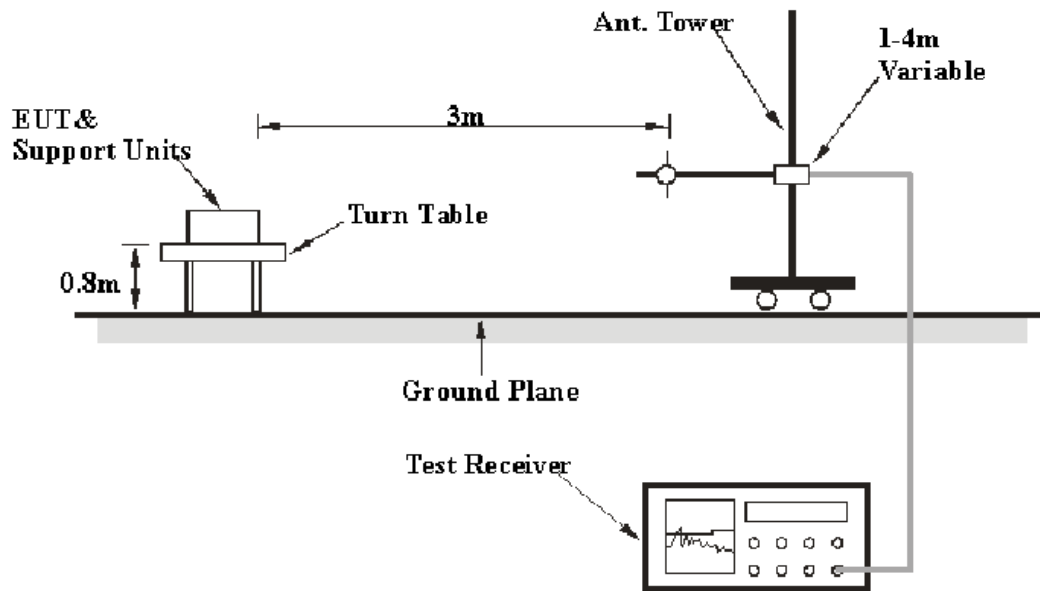 Ant. Tower
1-4m
Variable
3m
EUT&
Support Units
Turn Table
0.8m
Ground Plane
Test Receiver